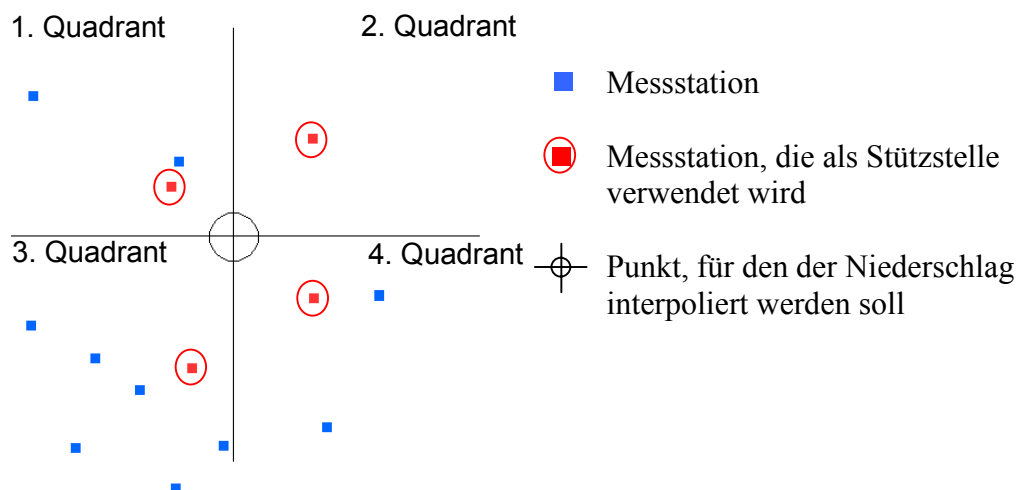 1. Quadrant
2. Quadrant
3. Quadrant
4. Quadrant
Messstation
Messstation, die als Stützstelle
verwendet wird
Punkt, für den der Niederschlag
interpoliert werden soll